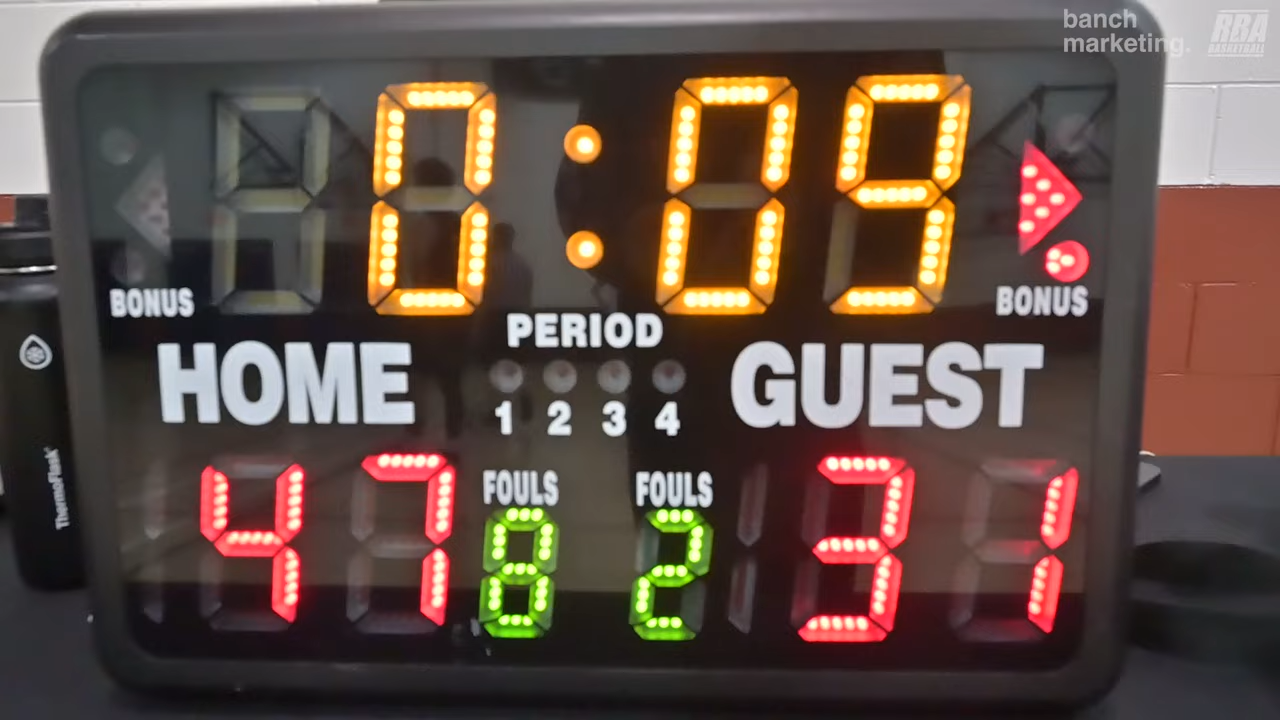 banch
marketing.
RBA
BASKETBALL
0:09
BONUS
BONUS
PERIOD
HOME
GUEST
1 2 3 4
FOULS
FOULS
47
8
2
31
ThermoFlask